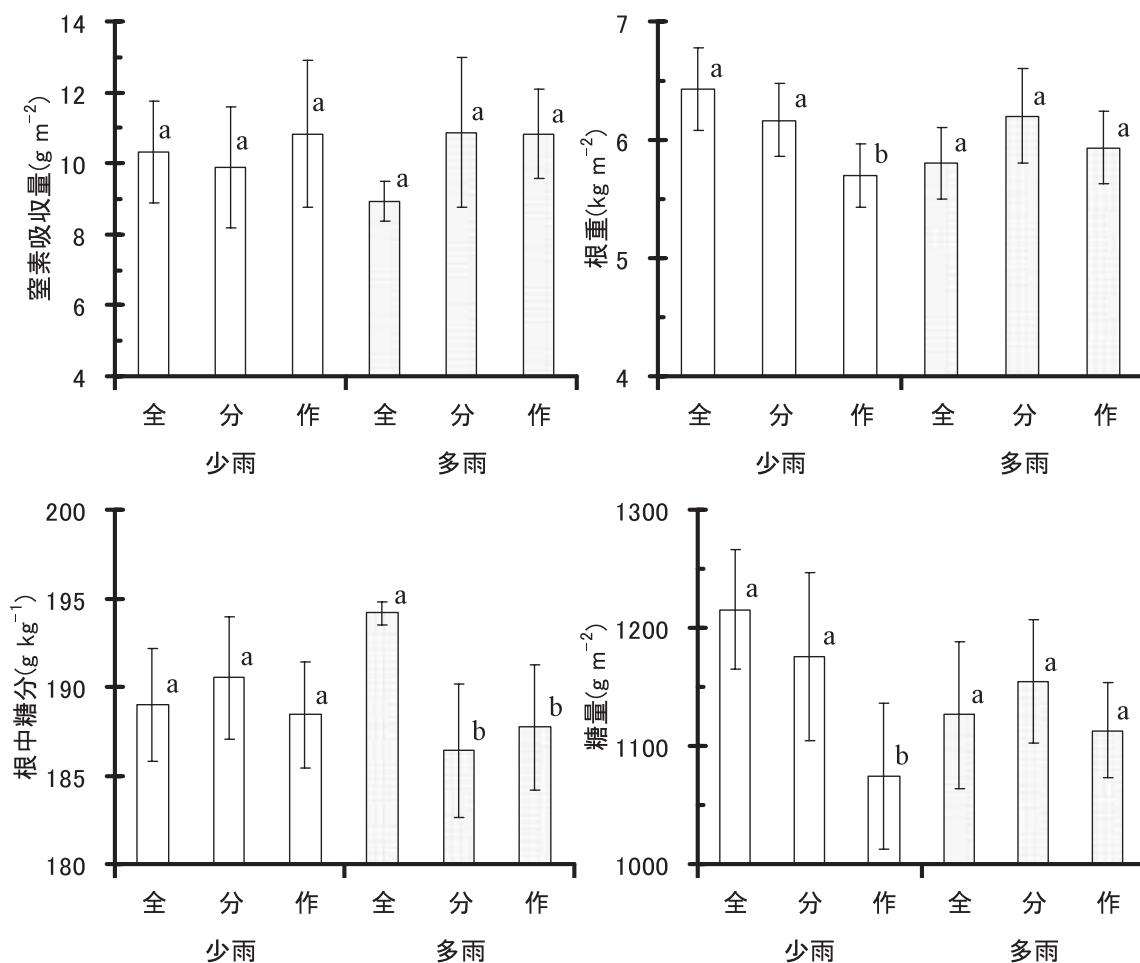 14
12
10
8
6
4
窒素吸収量(g m−2)
a
a
a
a
a
a
全 分 作 全 分 作
少雨 多雨
7
6
5
4
根重(kg m−2)
a
a
b
a
a
a
全 分 作 全 分 作
少雨 多雨
200
195
190
185
180
根中糖分(g kg−1)
a
a
a
a
b
b
全 分 作 全 分 作
少雨 多雨
1300
1200
1100
1000
糖量(g m−2)
a
a
b
a
a
a
全 分 作 全 分 作
少雨 多雨